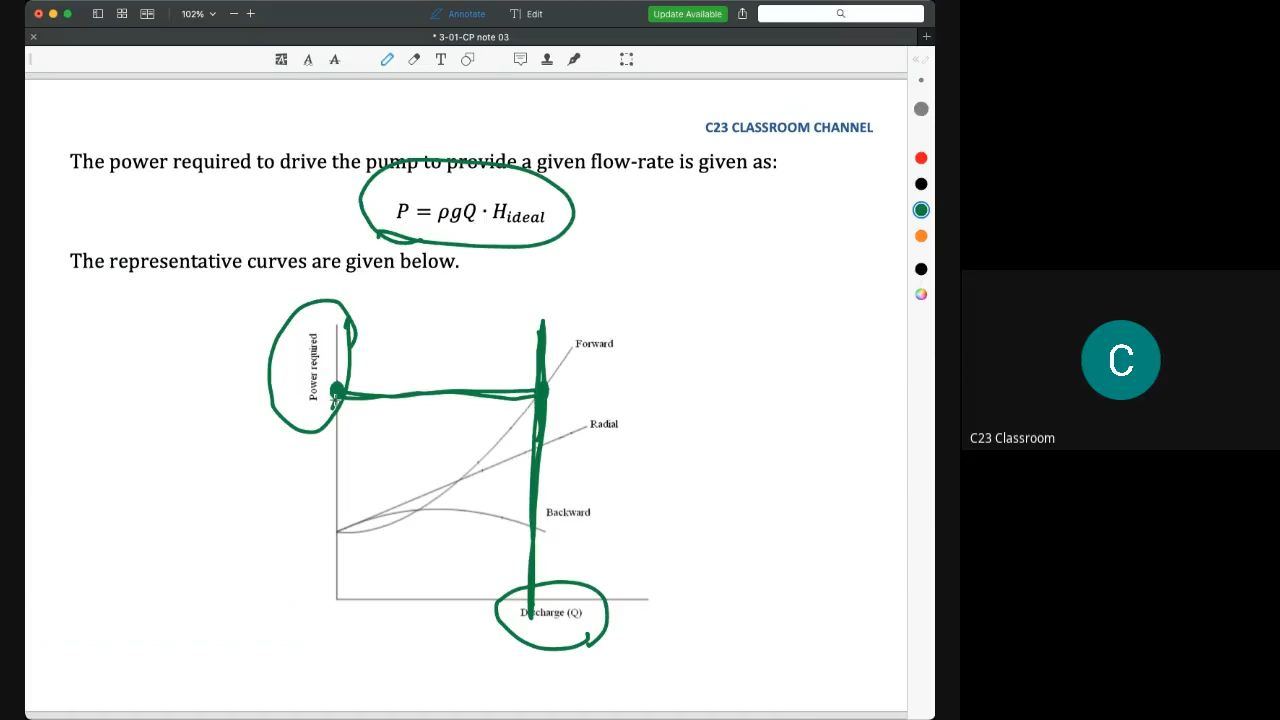 102%
Annotate
Edit
Update Available
* 3-01-CP note 03
C23 CLASSROOM CHANNEL
The power required to drive the pump to provide a given flow-rate is given as:
P = ρgQ · H_ideal
The representative curves are given below.
Power required
Forward
Radial
Backward
Discharge (Q)
C
C23 Classroom